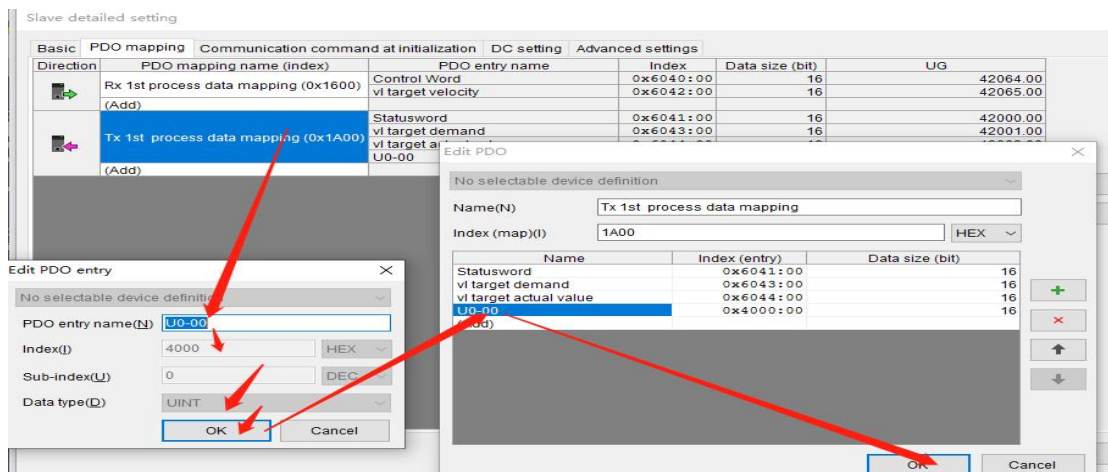 Slave detailed setting
Basic PDO mapping Communication command at initialization DC setting Advanced settings
Direction PDO mapping name (index) PDO entry name Index Data size (bit) UG
Rx 1st process data mapping (0x1600) Control Word 0x6040:00 16 42064.00
vl target velocity 0x6042:00 16 42065.00
(Add)
Tx 1st process data mapping (0x1A00) Statusword 0x6041:00 16 42000.00
vl target demand 0x6043:00 16 42001.00
vl target
U0-00
(Add)
Edit PDO
No selectable device definition
Name(N) Tx 1st process data mapping
Index (map)(I) 1A00 HEX
Name Index (entry) Data size (bit)
Statusword 0x6041:00 16
vl target demand 0x6043:00 16
vl target actual value 0x6044:00 16
U0-00 0x4000:00 16
(Add)
OK Cancel
Edit PDO entry
No selectable device definition
PDO entry name(N) U0-00
Index(I) 4000 HEX
Sub-index(U) 0 DEC
Data type(D) UINT
OK Cancel